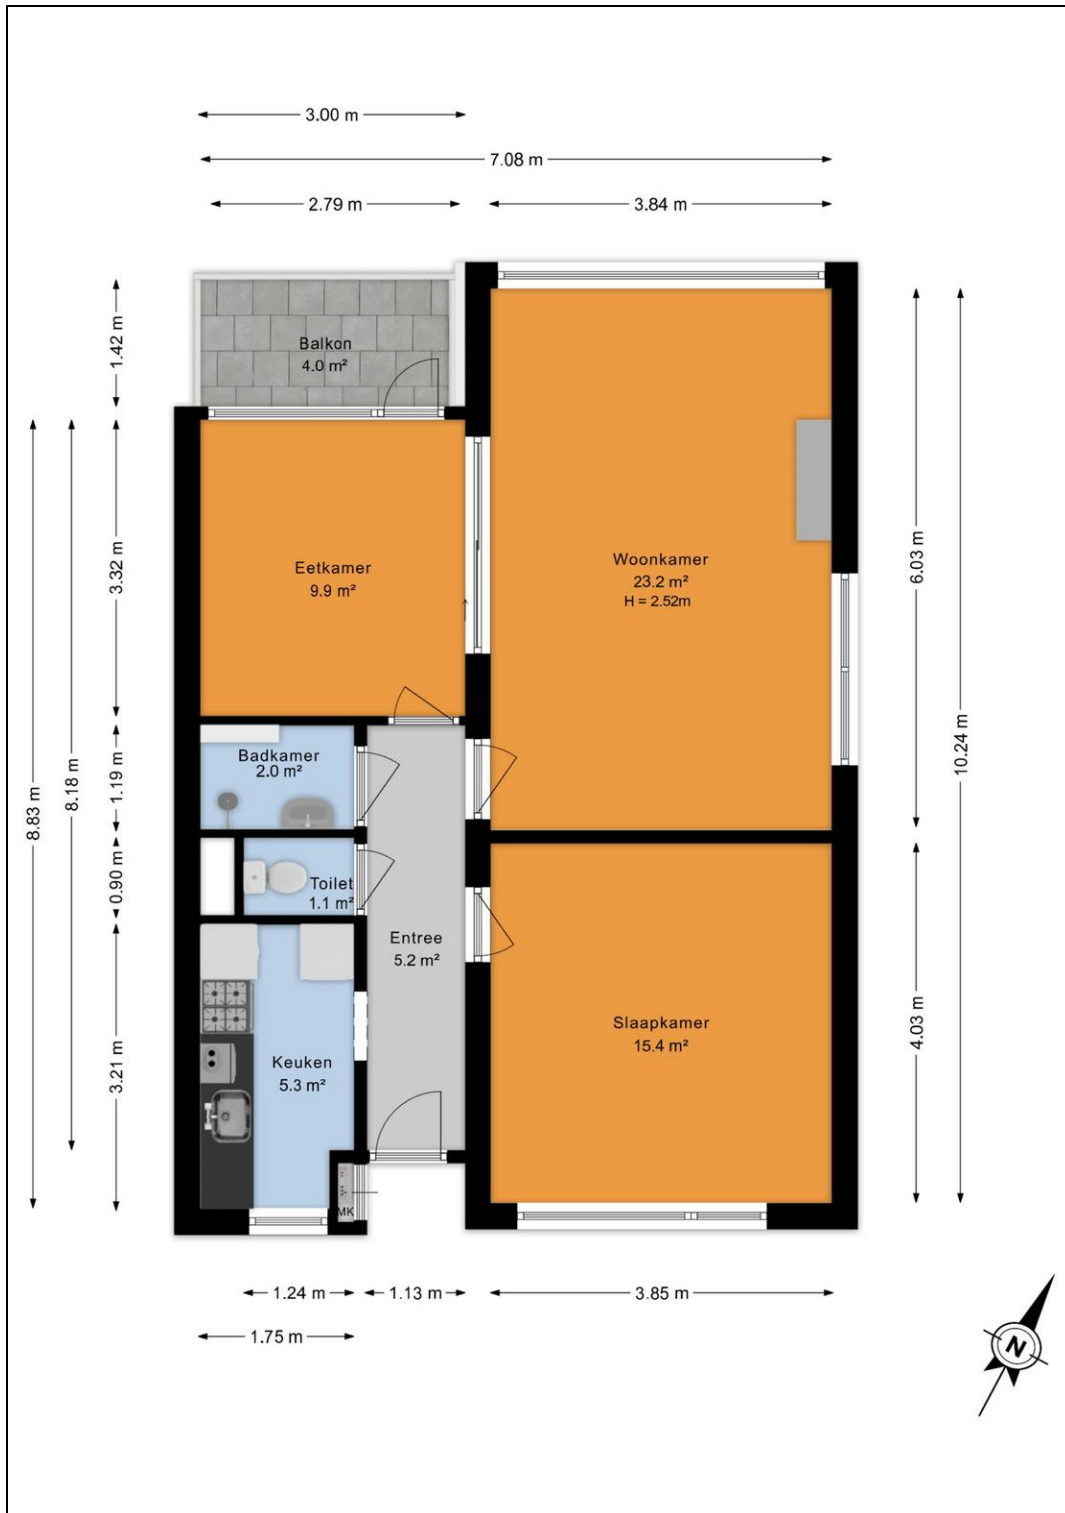 3.00 m
7.08 m
2.79 m
3.84 m
1.42 m
Balkon
4.0 m²
8.83 m
8.18 m
3.32 m
Eetkamer
9.9 m²
Woonkamer
23.2 m²
H = 2.52m
6.03 m
10.24 m
1.19 m
Badkamer
2.0 m²
0.90 m
Toilet
1.1 m²
Entree
5.2 m²
3.21 m
Keuken
5.3 m²
Slaapkamer
15.4 m²
4.03 m
MK
1.24 m
1.13 m
3.85 m
1.75 m
N